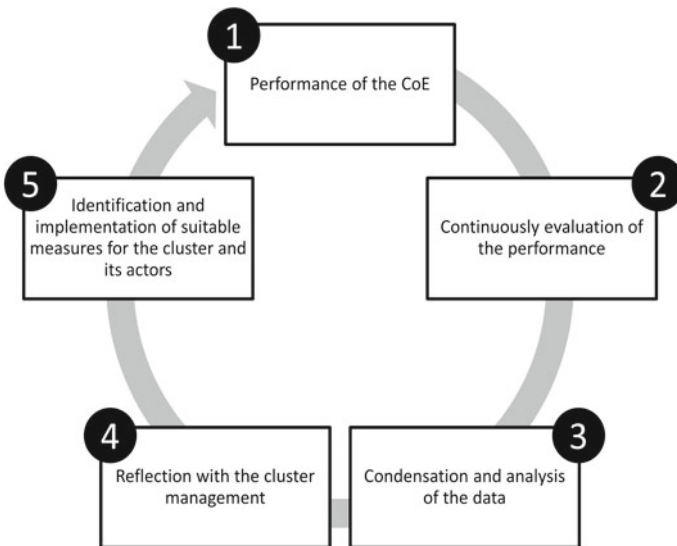 1
Performance of the CoE
2
Continuously evaluation of
the performance
3
Condensation and analysis
of the data
4
Reflection with the cluster
management
5
Identification and
implementation of suitable
measures for the cluster and
its actors